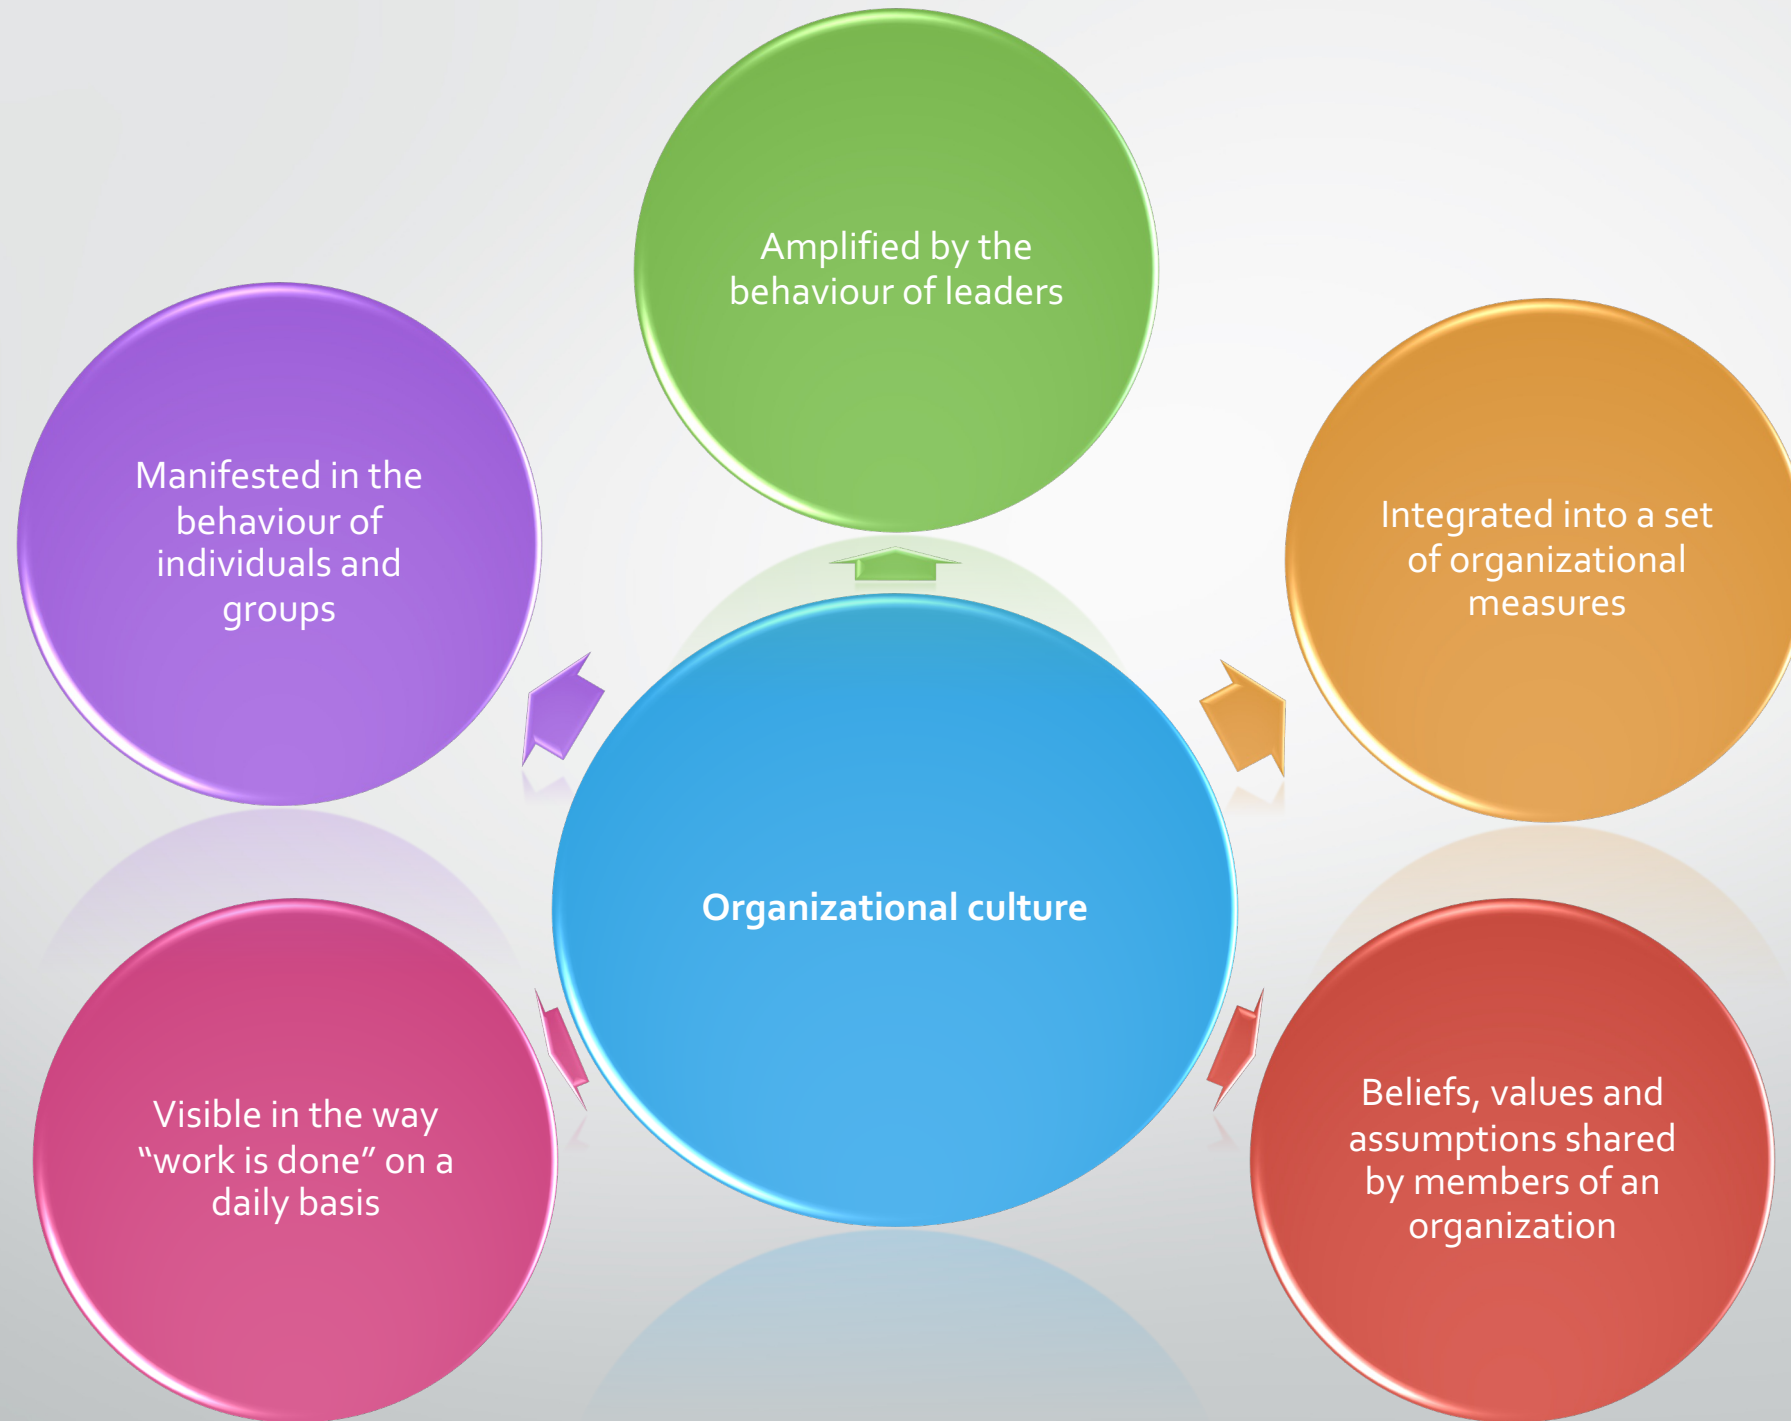 Amplified by the
behaviour of leaders
Manifested in the
behaviour of
individuals and
groups
Integrated into a set
of organizational
measures
Organizational culture
Visible in the way
“work is done” on a
daily basis
Beliefs, values and
assumptions shared
by members of an
organization